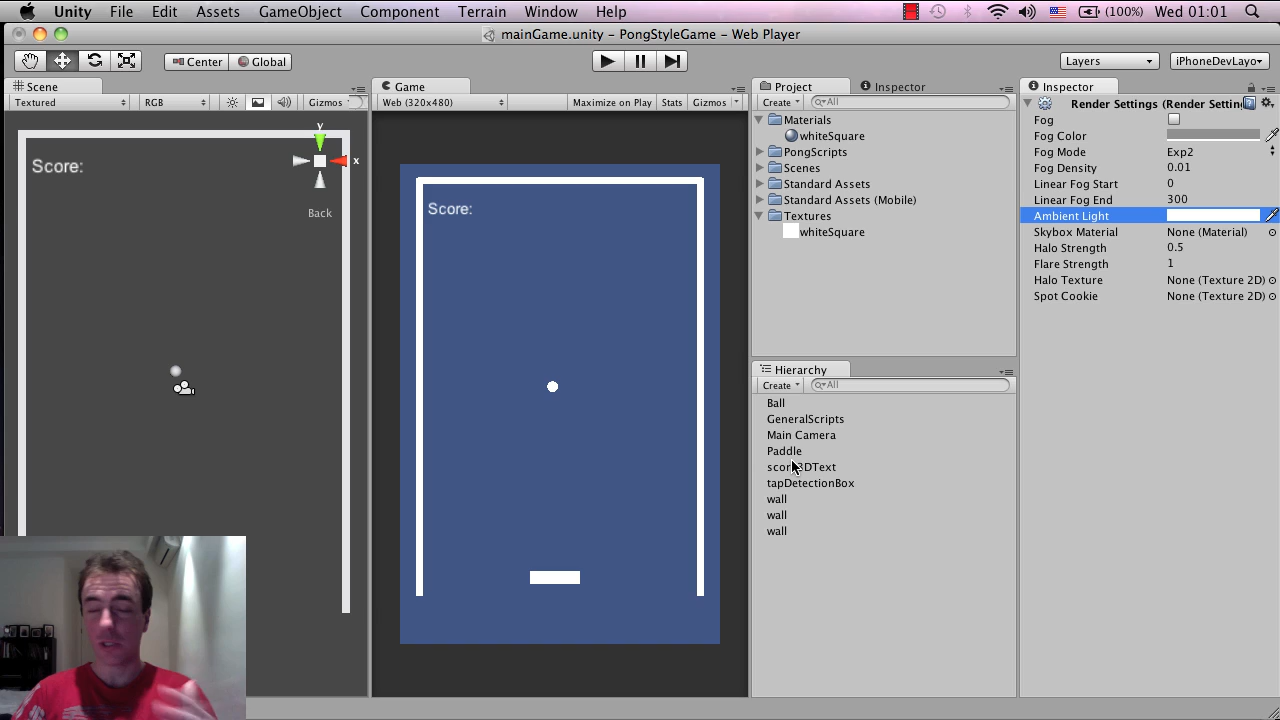 Unity File Edit Assets GameObject Component Terrain Window Help (100%) Wed 01:01
mainGame.unity – PongStyleGame – Web Player
Center Global Layers iPhoneDevLayo
Scene
Textured RGB Gizmos
Score:
y
x
Back
Game
Web (320x480) Maximize on Play Stats Gizmos
Score:
Project Inspector
Create All
Materials
whiteSquare
PongScripts
Scenes
Standard Assets
Standard Assets (Mobile)
Textures
whiteSquare
Hierarchy
Create All
Ball
GeneralScripts
Main Camera
Paddle
tapDetectionBox
wall
wall
wall
Inspector
Render Settings (Render Setting
Fog
Fog Color
Fog Mode Exp2
Fog Density 0.01
Linear Fog Start 0
Linear Fog End 300
Ambient Light
Skybox Material None (Material)
Halo Strength 0.5
Flare Strength 1
Halo Texture None (Texture 2D)
Spot Cookie None (Texture 2D)